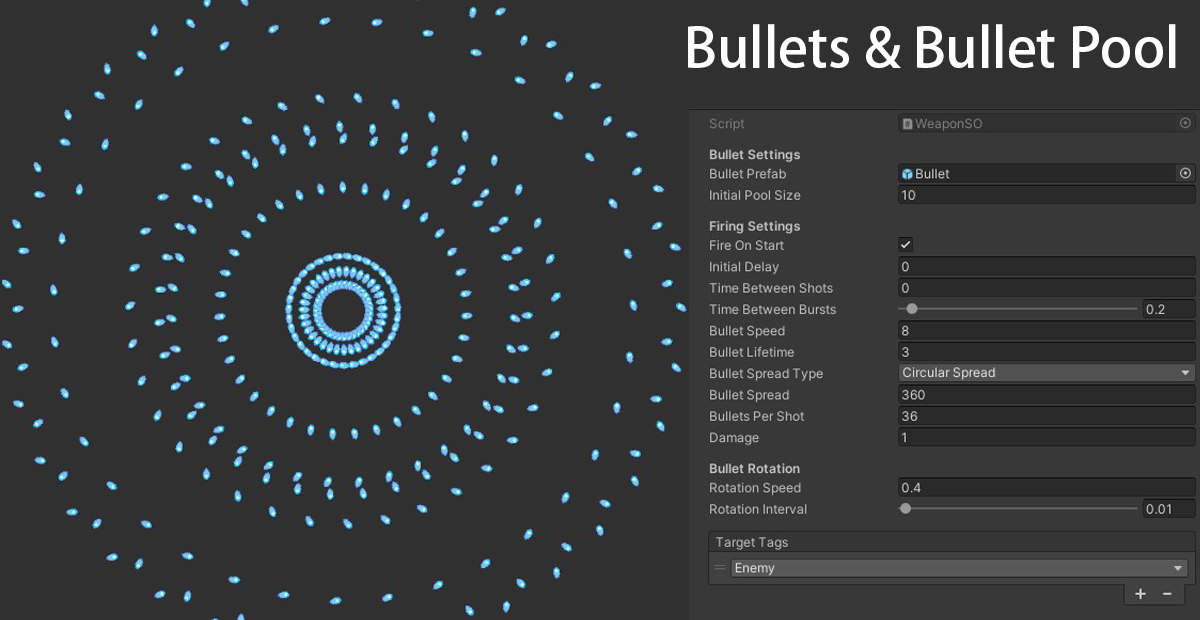 Bullets & Bullet Pool
Script WeaponSO
Bullet Settings
Bullet Prefab Bullet
Initial Pool Size 10
Firing Settings
Fire On Start
Initial Delay 0
Time Between Shots 0
Time Between Bursts 0.2
Bullet Speed 8
Bullet Lifetime 3
Bullet Spread Type Circular Spread
Bullet Spread 360
Bullets Per Shot 36
Damage 1
Bullet Rotation
Rotation Speed 0.4
Rotation Interval 0.01
Target Tags
Enemy